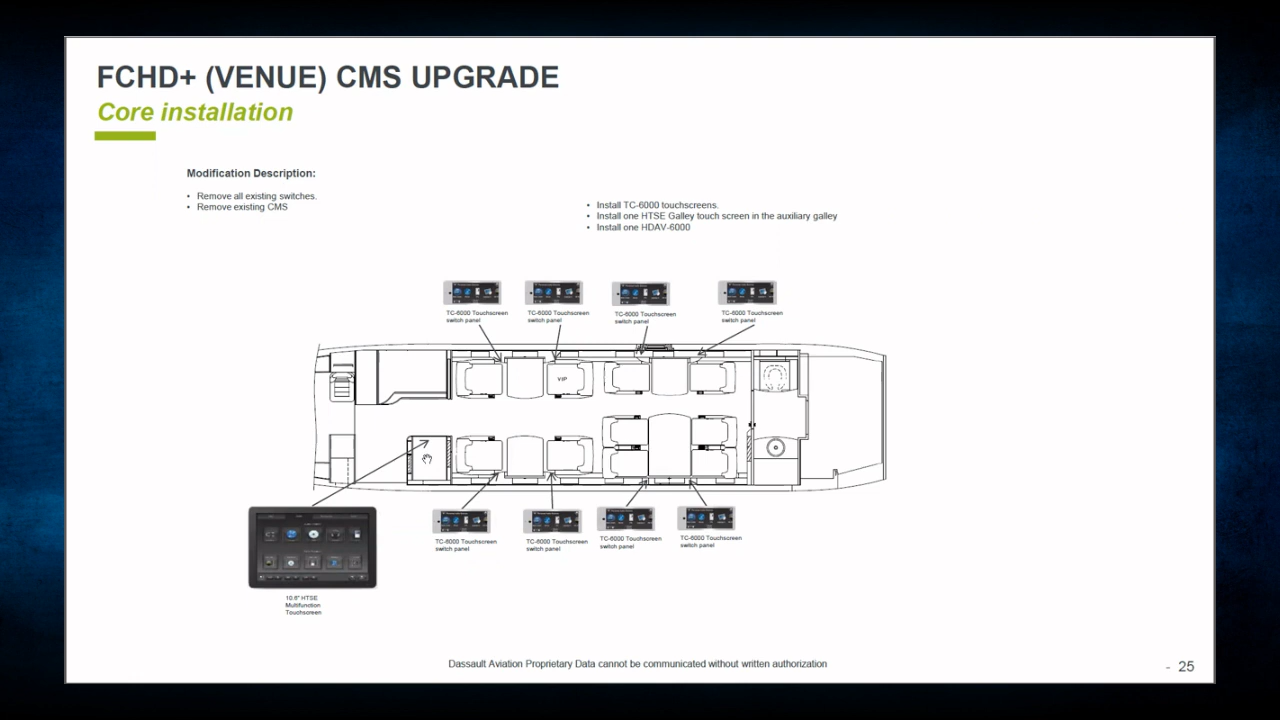 FCHD+ (VENUE) CMS UPGRADE
Core installation
Modification Description:
• Remove all existing switches.
• Remove existing CMS
• Install TC-6000 touchscreens.
• Install one HTSE Galley touch screen in the auxiliary galley
• Install one HDAV-6000
TC-6000 Touchscreen
switch panel
TC-6000 Touchscreen
switch panel
TC-6000 Touchscreen
switch panel
TC-6000 Touchscreen
switch panel
VIP
TC-6000 Touchscreen
switch panel
TC-6000 Touchscreen
switch panel
TC-6000 Touchscreen
switch panel
TC-6000 Touchscreen
switch panel
10.6" HTSE
Multifunction
Touchscreen
Dassault Aviation Proprietary Data cannot be communicated without written authorization
- 25